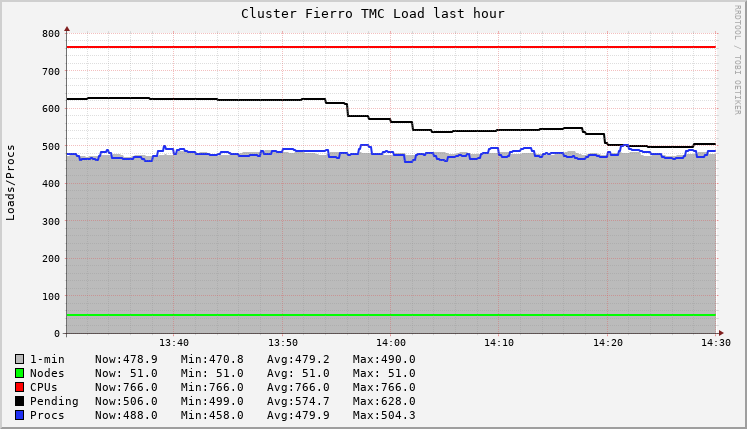 Cluster Fierro TMC Load last hour
RRDTOOL / TOBI OETIKER
Loads/Procs
800
700
600
500
400
300
200
100
0
13:40 13:50 14:00 14:10 14:20 14:30
1-min Now:478.9 Min:470.8 Avg:479.2 Max:490.0
Nodes Now: 51.0 Min: 51.0 Avg: 51.0 Max: 51.0
CPUs Now:766.0 Min:766.0 Avg:766.0 Max:766.0
Pending Now:506.0 Min:499.0 Avg:574.7 Max:628.0
Procs Now:488.0 Min:458.0 Avg:479.9 Max:504.3